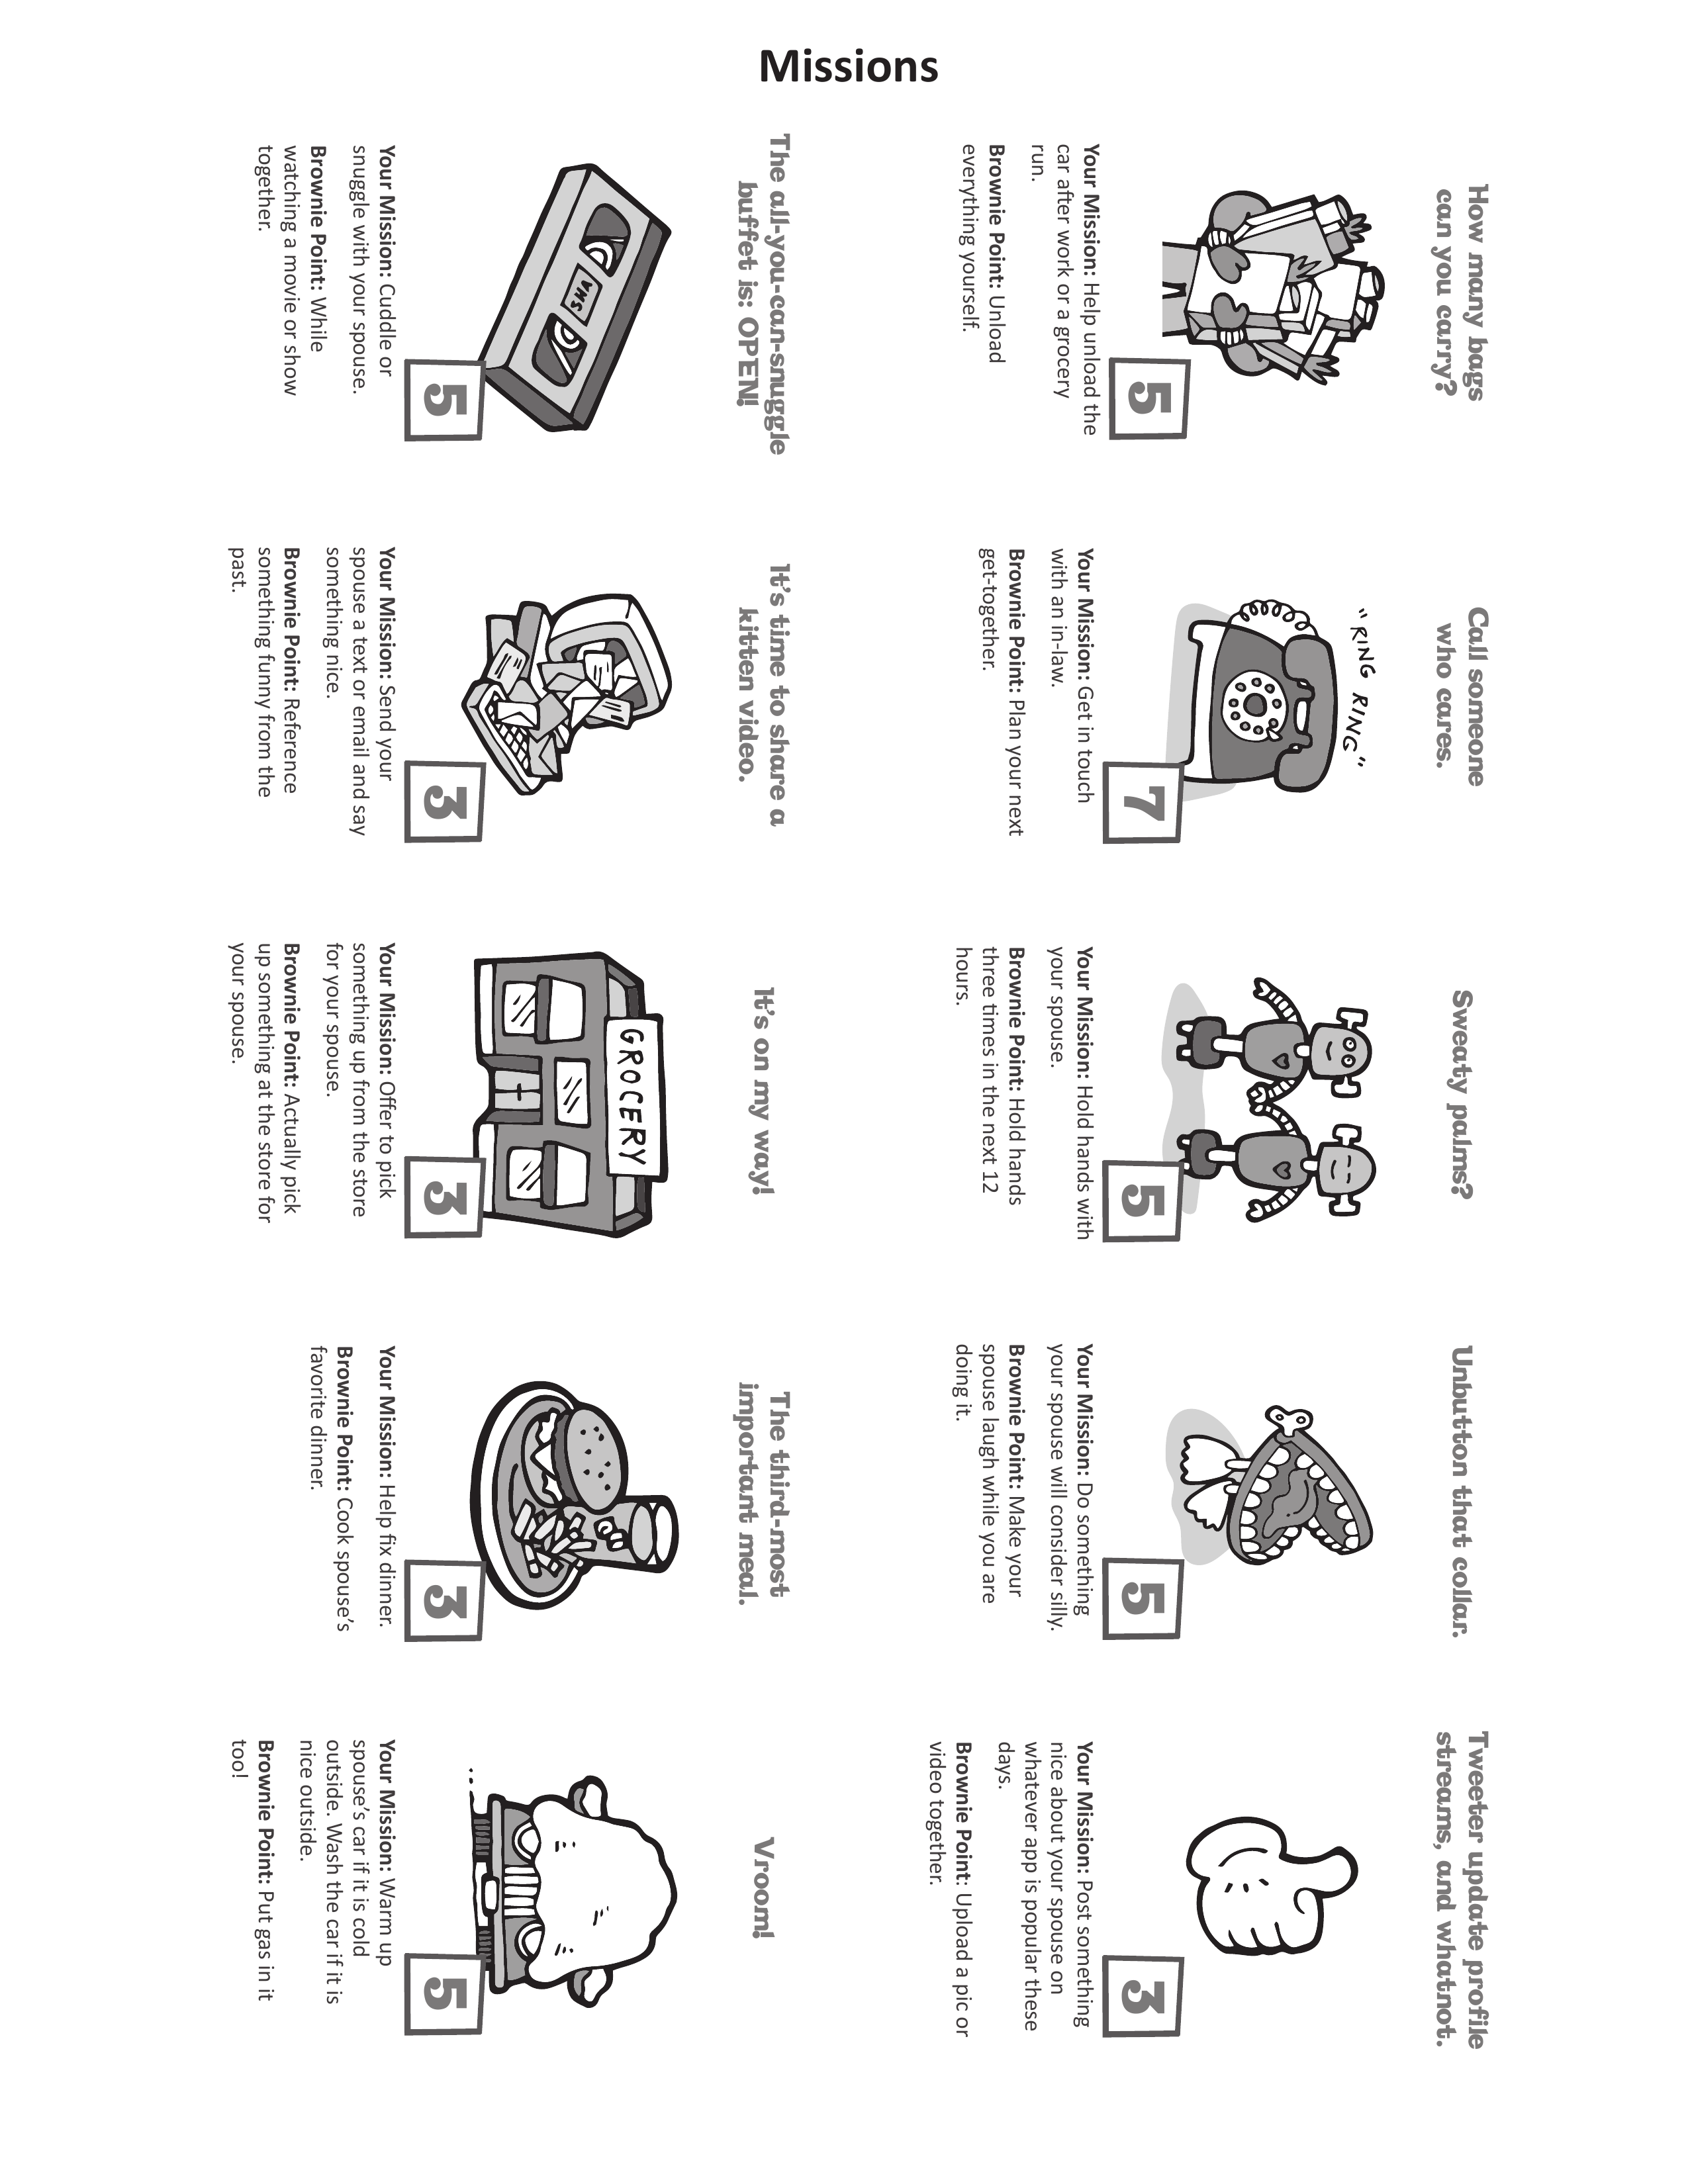 Missions
How many bags
can you carry?
5
Your Mission: Help unload the
car after work or a grocery
run.
Brownie Point: Unload
everything yourself.
Call someone
who cares.
"RING RING"
7
Your Mission: Get in touch
with an in-law.
Brownie Point: Plan your next
get-together.
Sweaty palms?
5
Your Mission: Hold hands with
your spouse.
Brownie Point: Hold hands
three times in the next 12
hours.
Unbutton that collar.
5
Your Mission: Do something
your spouse will consider silly.
Brownie Point: Make your
spouse laugh while you are
doing it.
Tweeter update profile
streams, and whatnot.
3
Your Mission: Post something
nice about your spouse on
whatever app is popular these
days.
Brownie Point: Upload a pic or
video together.
The all-you-can-snuggle
buffet is: OPEN!
VHS
5
Your Mission: Cuddle or
snuggle with your spouse.
Brownie Point: While
watching a movie or show
together.
It's time to share a
kitten video.
3
Your Mission: Send your
spouse a text or email and say
something nice.
Brownie Point: Reference
something funny from the
past.
It's on my way!
GROCERY
3
Your Mission: Offer to pick
something up from the store
for your spouse.
Brownie Point: Actually pick
up something at the store for
your spouse.
The third-most
important meal.
3
Your Mission: Help fix dinner.
Brownie Point: Cook spouse's
favorite dinner.
Vroom!
5
Your Mission: Warm up
spouse's car if it is cold
outside. Wash the car if it is
nice outside.
Brownie Point: Put gas in it
too!